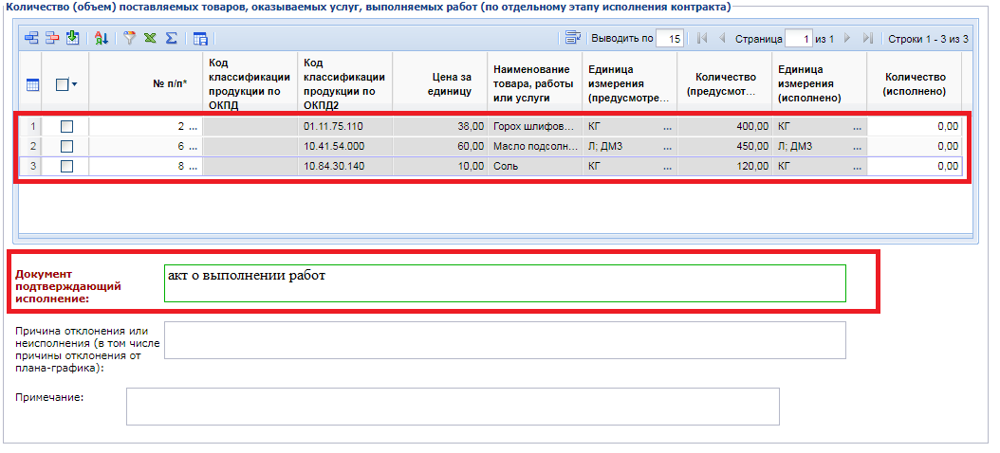 Количество (объем) поставляемых товаров, оказываемых услуг, выполняемых работ (по отдельному этапу исполнения контракта)
Выводить по 15 Страница 1 из 1 Строки 1 - 3 из 3
№ п/п* Код классификации продукции по ОКПД Код классификации продукции по ОКПД2 Цена за единицу Наименование товара, работы или услуги Единица измерения (предусмотре... Количество (предусмот... Единица измерения (исполнено) Количество (исполнено)
1 2 ... 01.11.75.110 38,00 Горох шлифов... КГ ... 400,00 КГ ... 0,00
2 6 ... 10.41.54.000 60,00 Масло подсолн... Л; ДМ3 ... 450,00 Л; ДМ3 ... 0,00
3 8 ... 10.84.30.140 10,00 Соль КГ ... 120,00 КГ ... 0,00
Документ
подтверждающий
исполнение:
акт о выполнении работ
Причина отклонения или
неисполнения (в том числе
причины отклонения от
плана-графика):
Примечание: